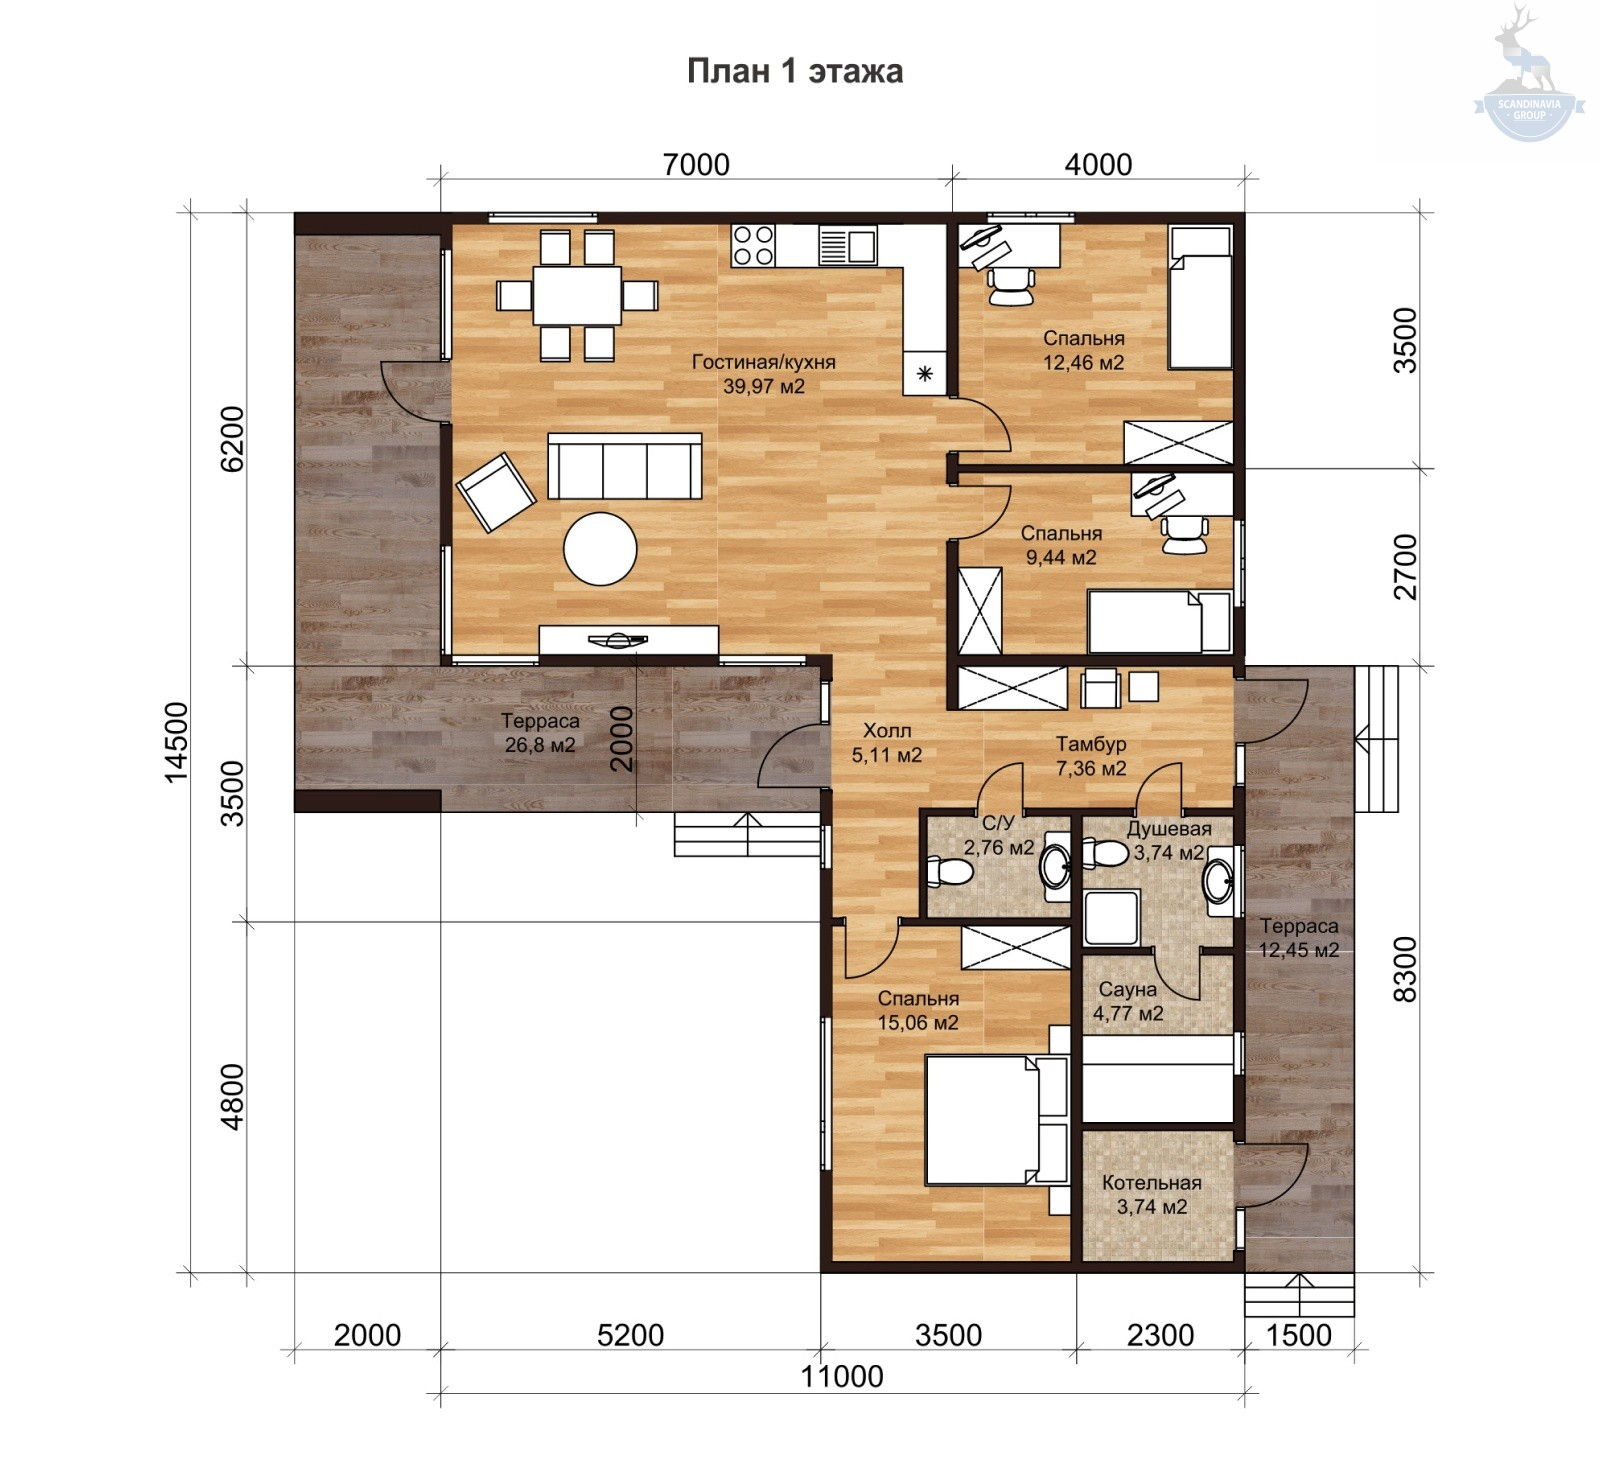 План 1 этажа
SCANDINAVIA
GROUP
7000
4000
Гостиная/кухня
39,97 м2
Спальня
12,46 м2
3500
6200
Спальня
9,44 м2
2700
14500
Терраса
26,8 м2
2000
Холл
5,11 м2
Тамбур
7,36 м2
3500
С/У
2,76 м2
Душевая
3,74 м2
Терраса
12,45 м2
8300
Спальня
15,06 м2
Сауна
4,77 м2
4800
Котельная
3,74 м2
2000
5200
3500
2300
1500
11000